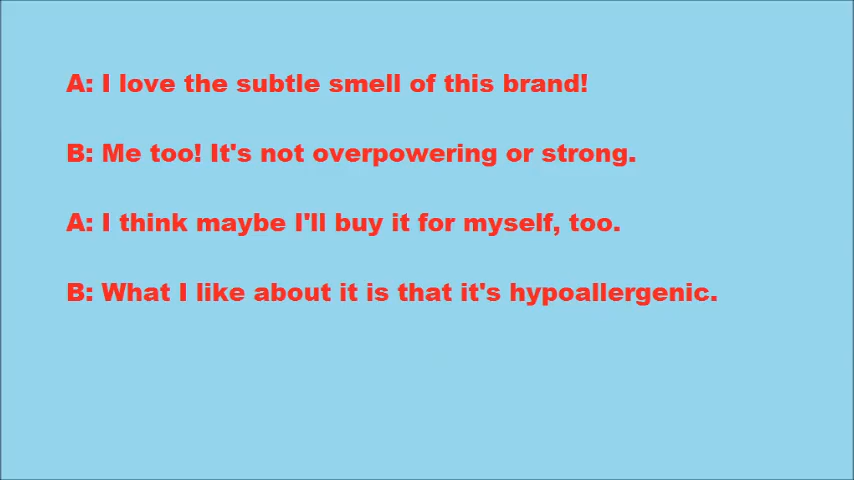 A: I love the subtle smell of this brand!
B: Me too! It's not overpowering or strong.
A: I think maybe I'll buy it for myself, too.
B: What I like about it is that it's hypoallergenic.